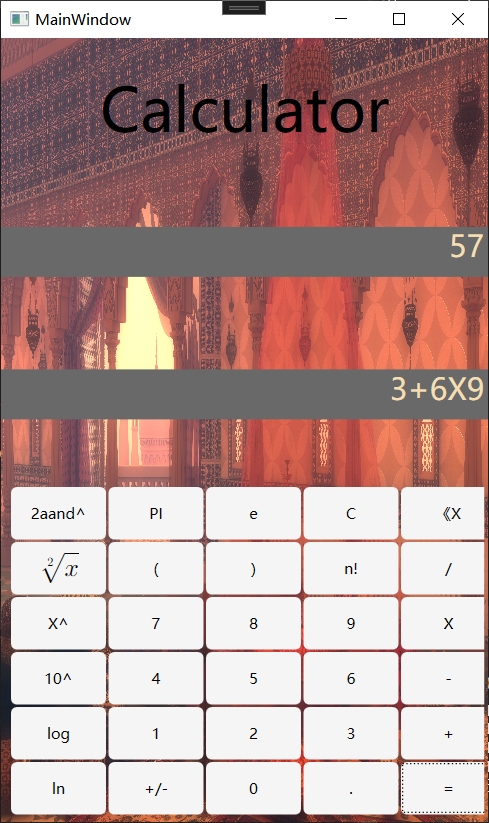 MainWindow
Calculator
57
3+6X9
2aand^ PI e C 《X
2√x ( ) n! /
X^ 7 8 9 X
10^ 4 5 6 -
log 1 2 3 +
ln +/- 0 . =